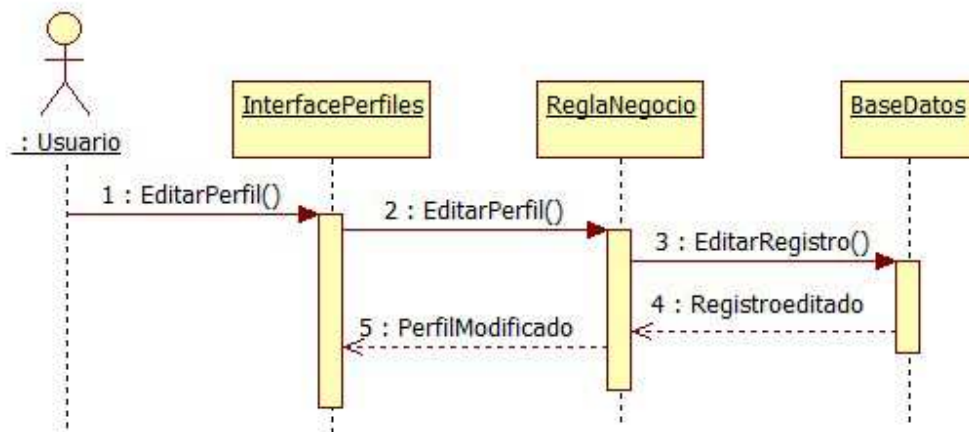 InterfacePerfiles
ReglaNegocio
BaseDatos
: Usuario
1 : EditarPerfil()
2 : EditarPerfil()
3 : EditarRegistro()
4 : Registroeditado
5 : PerfilModificado